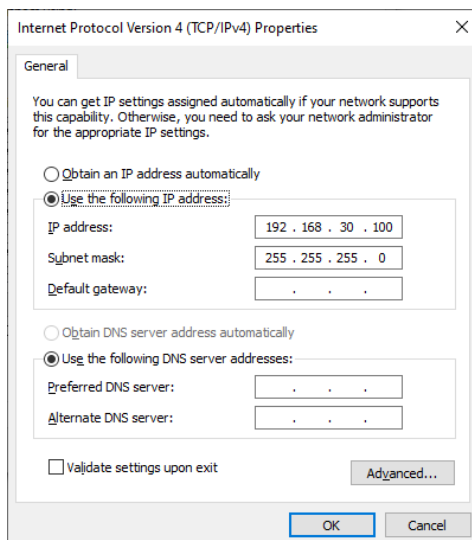 Internet Protocol Version 4 (TCP/IPv4) Properties
General
You can get IP settings assigned automatically if your network supports
this capability. Otherwise, you need to ask your network administrator
for the appropriate IP settings.
Obtain an IP address automatically
Use the following IP address:
IP address: 192 . 168 . 30 . 100
Subnet mask: 255 . 255 . 255 . 0
Default gateway: . . .
Obtain DNS server address automatically
Use the following DNS server addresses:
Preferred DNS server: . . .
Alternate DNS server: . . .
Validate settings upon exit
Advanced...
OK Cancel